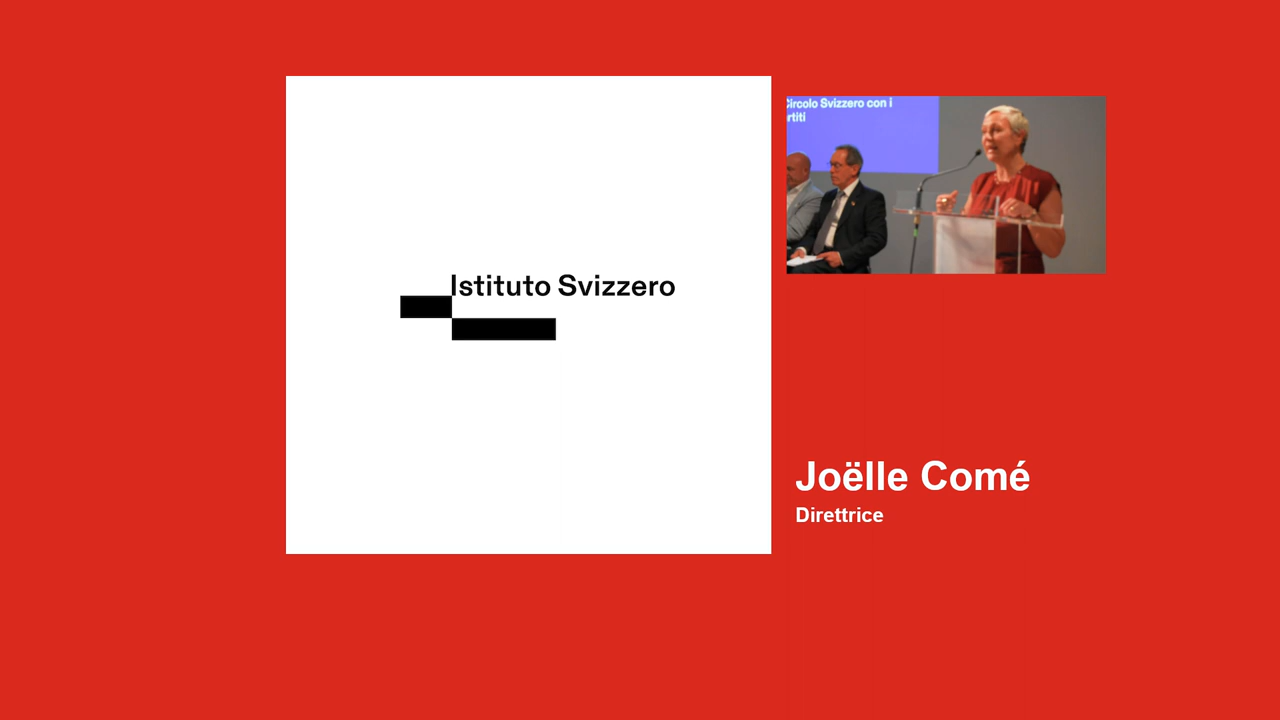 Istituto Svizzero
Circolo Svizzero con i
rtiti
Joëlle Comé
Direttrice